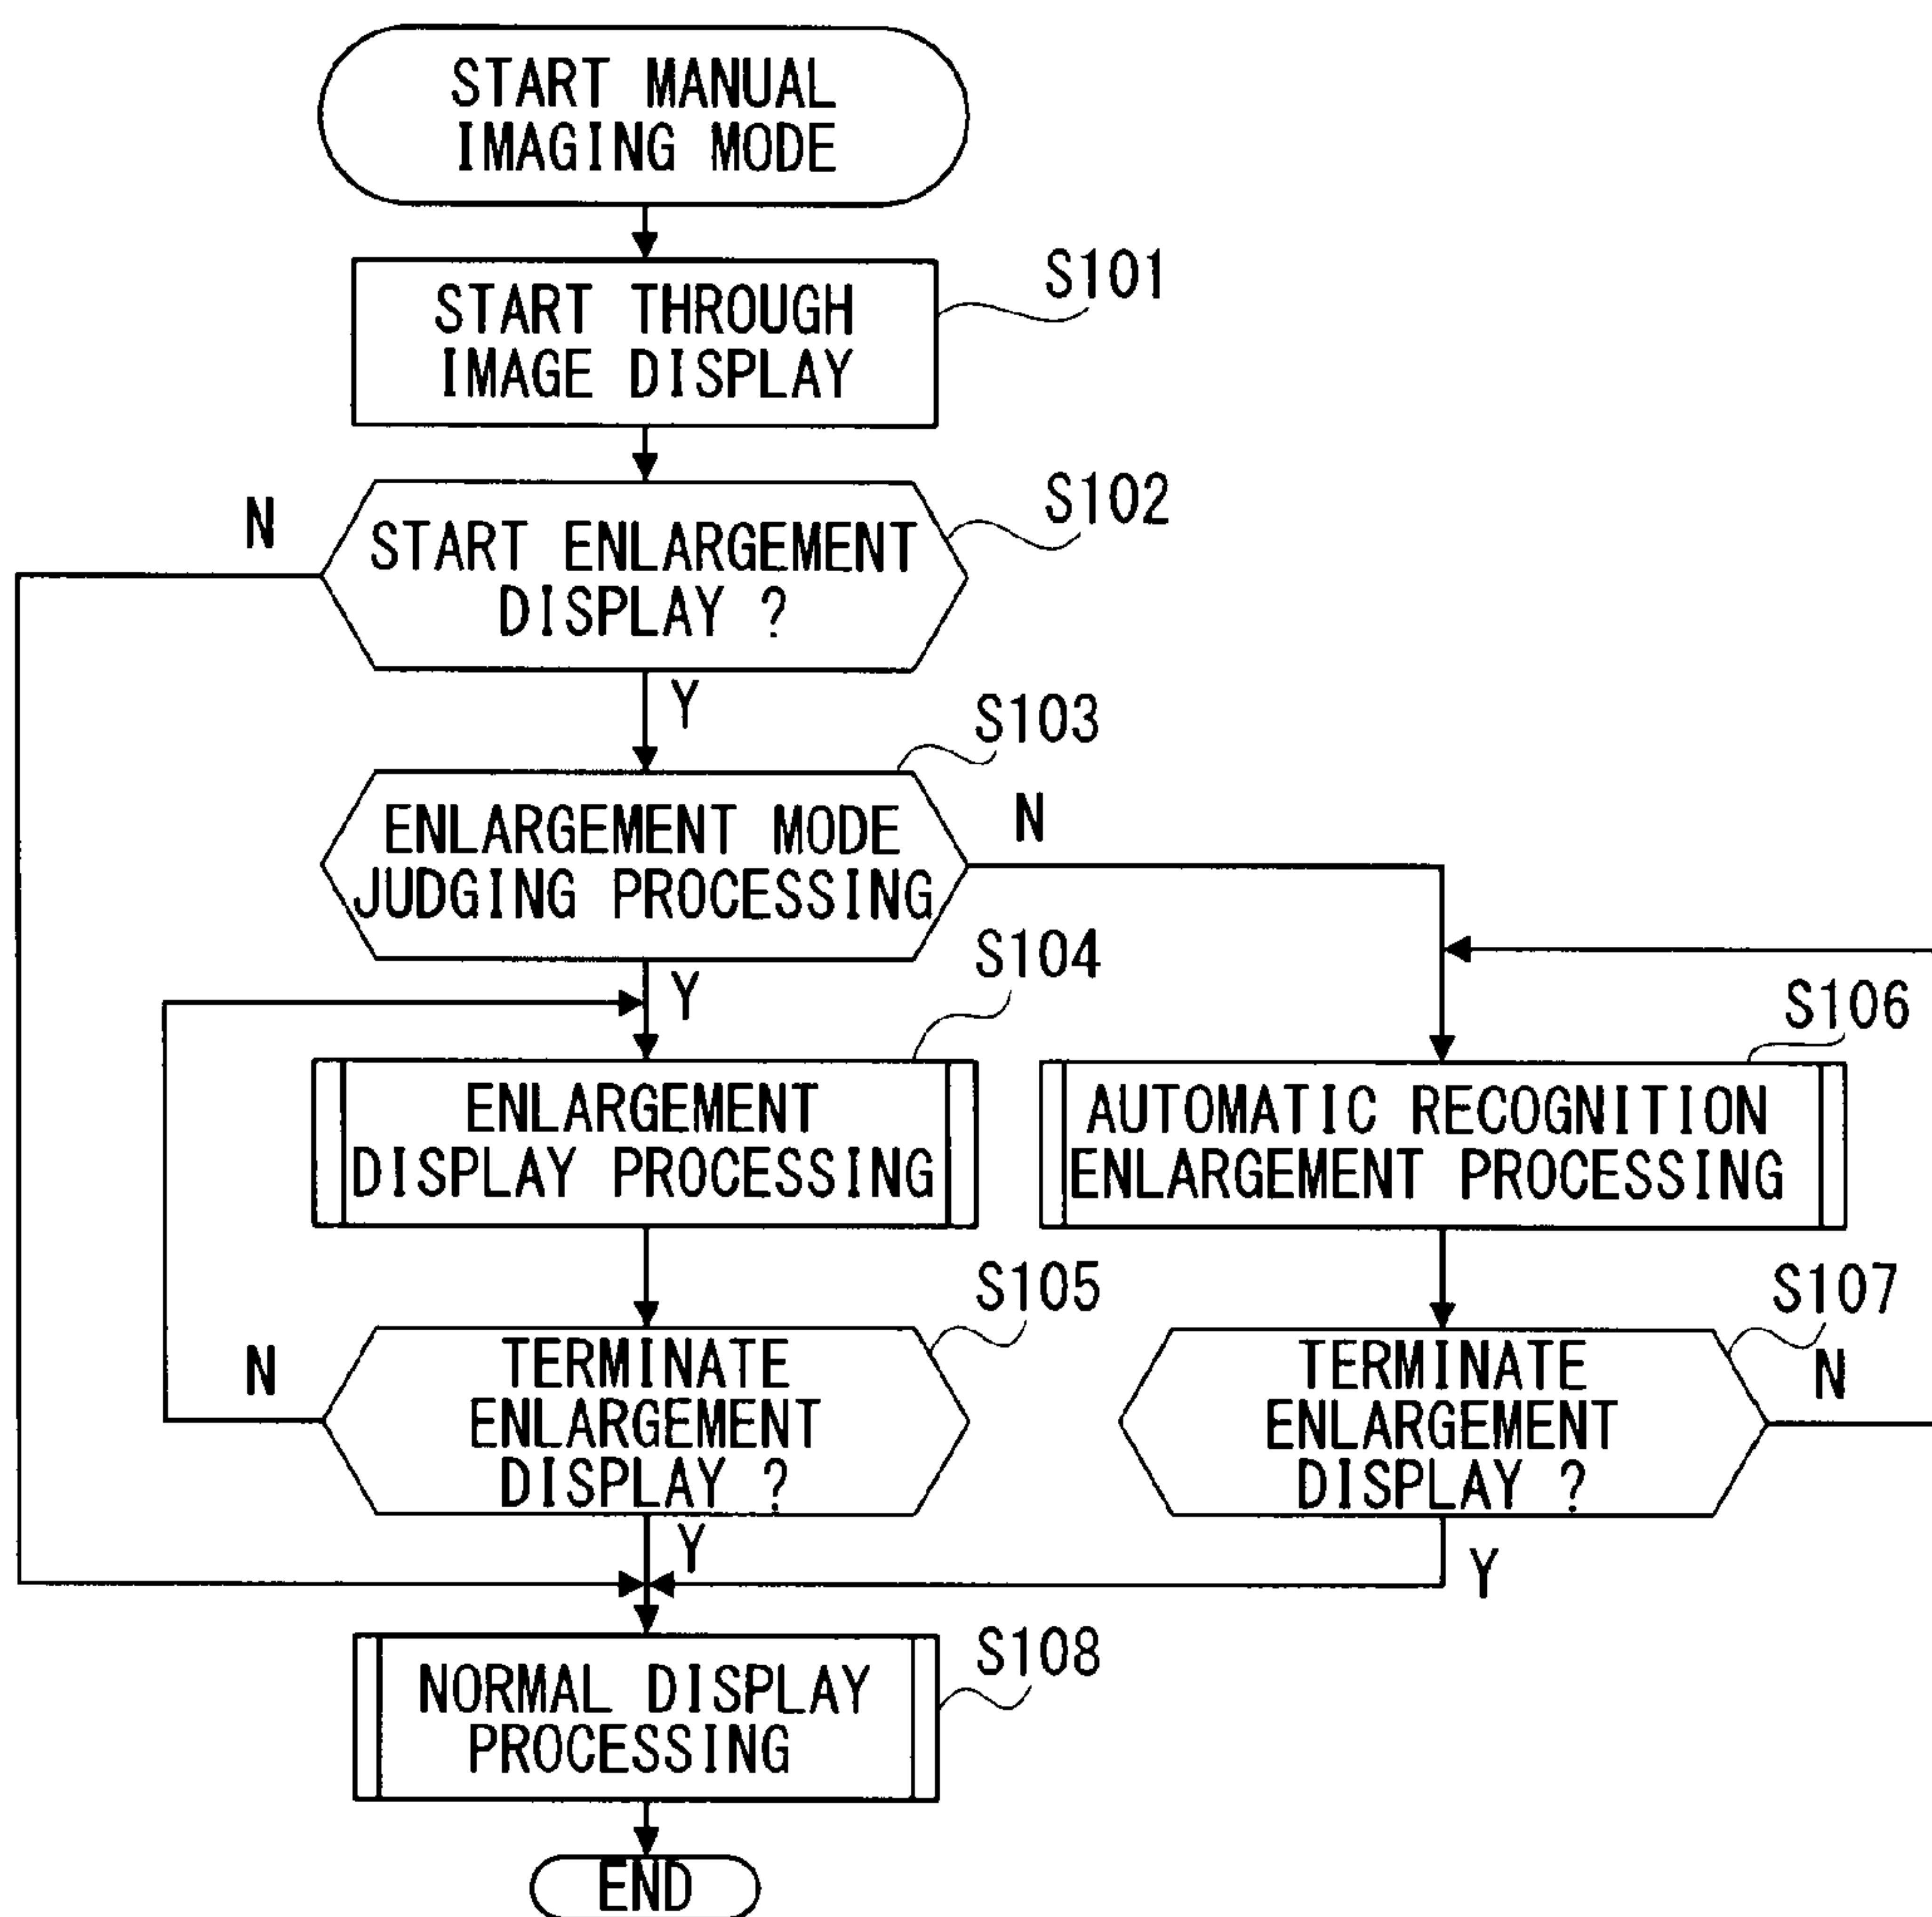 START MANUAL
IMAGING MODE
START THROUGH
IMAGE DISPLAY
S101
START ENLARGEMENT
DISPLAY ?
S102
N
Y
ENLARGEMENT MODE
JUDGING PROCESSING
S103
N
Y
ENLARGEMENT
DISPLAY PROCESSING
S104
AUTOMATIC RECOGNITION
ENLARGEMENT PROCESSING
S106
TERMINATE
ENLARGEMENT
DISPLAY ?
S105
N
Y
TERMINATE
ENLARGEMENT
DISPLAY ?
S107
N
Y
NORMAL DISPLAY
PROCESSING
S108
END